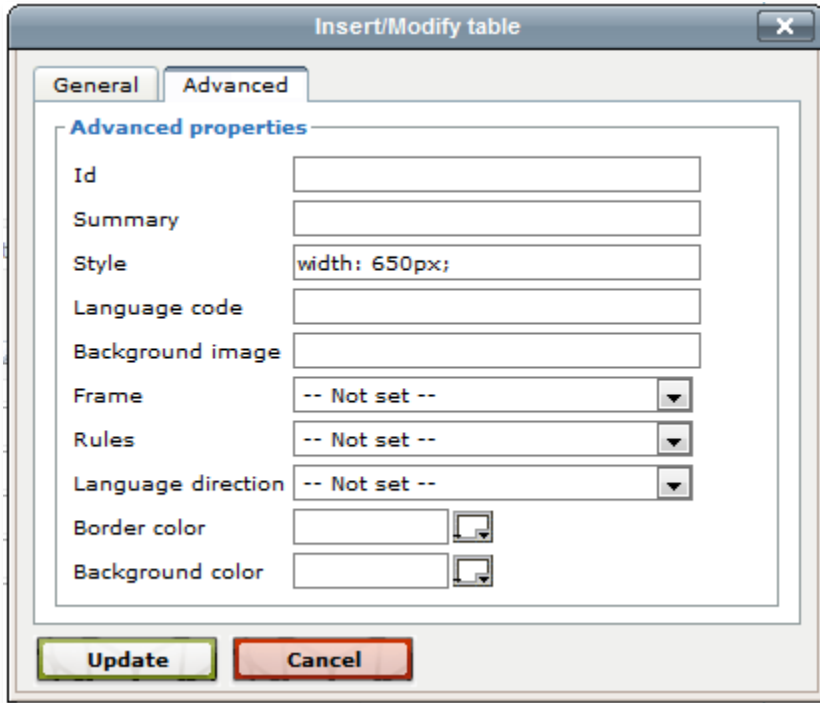 Insert/Modify table
General Advanced
Advanced properties
Id
Summary
Style width: 650px;
Language code
Background image
Frame -- Not set --
Rules -- Not set --
Language direction -- Not set --
Border color
Background color
Update Cancel